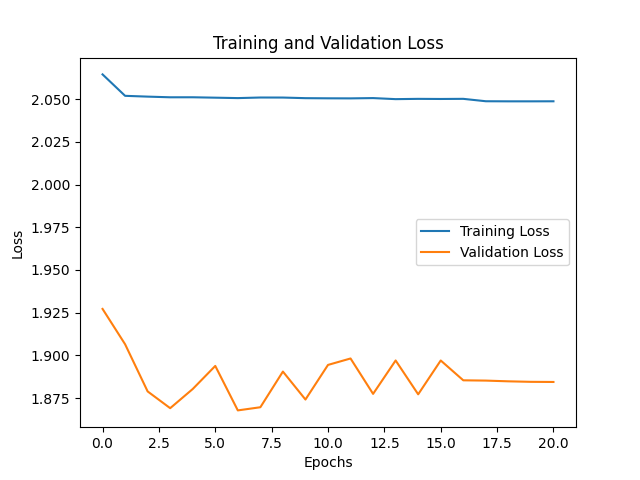 Training and Validation Loss
Loss
2.050
2.025
2.000
1.975
1.950
1.925
1.900
1.875
Training Loss
Validation Loss
0.0 2.5 5.0 7.5 10.0 12.5 15.0 17.5 20.0
Epochs